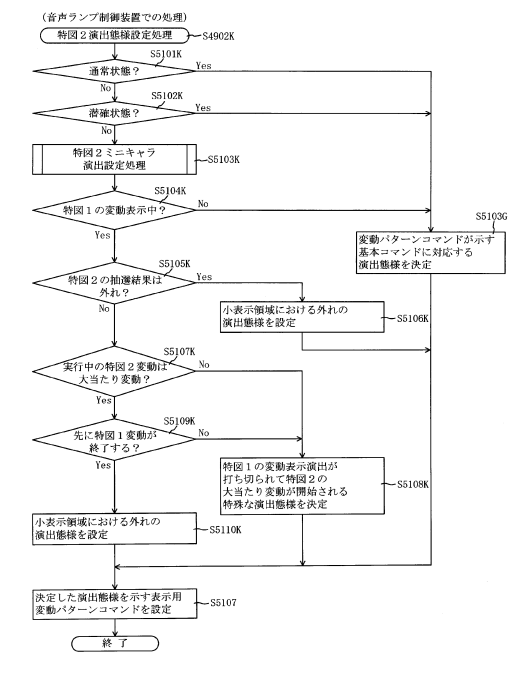 (音声ランプ制御装置での処理)
特図2演出態様設定処理
S4902K
S5101K
通常状態?
Yes
No
S5102K
潜確状態?
Yes
No
特図2ミニキャラ
演出設定処理
S5103K
S5104K
特図1の変動表示中?
No
Yes
S5103G
変動パターンコマンドが示す
基本コマンドに対応する
演出態様を決定
S5105K
特図2の抽選結果は
外れ?
Yes
No
小表示領域における外れの
演出態様を設定
S5106K
S5107K
実行中の特図2変動は
大当たり変動?
No
Yes
S5109K
先に特図1変動が
終了する?
No
Yes
特図1の変動表示演出が
打ち切られて特図2の
大当たり変動が開始される
特殊な演出態様を決定
S5108K
小表示領域における外れの
演出態様を設定
S5110K
決定した演出態様を示す表示用
変動パターンコマンドを設定
S5107
終了